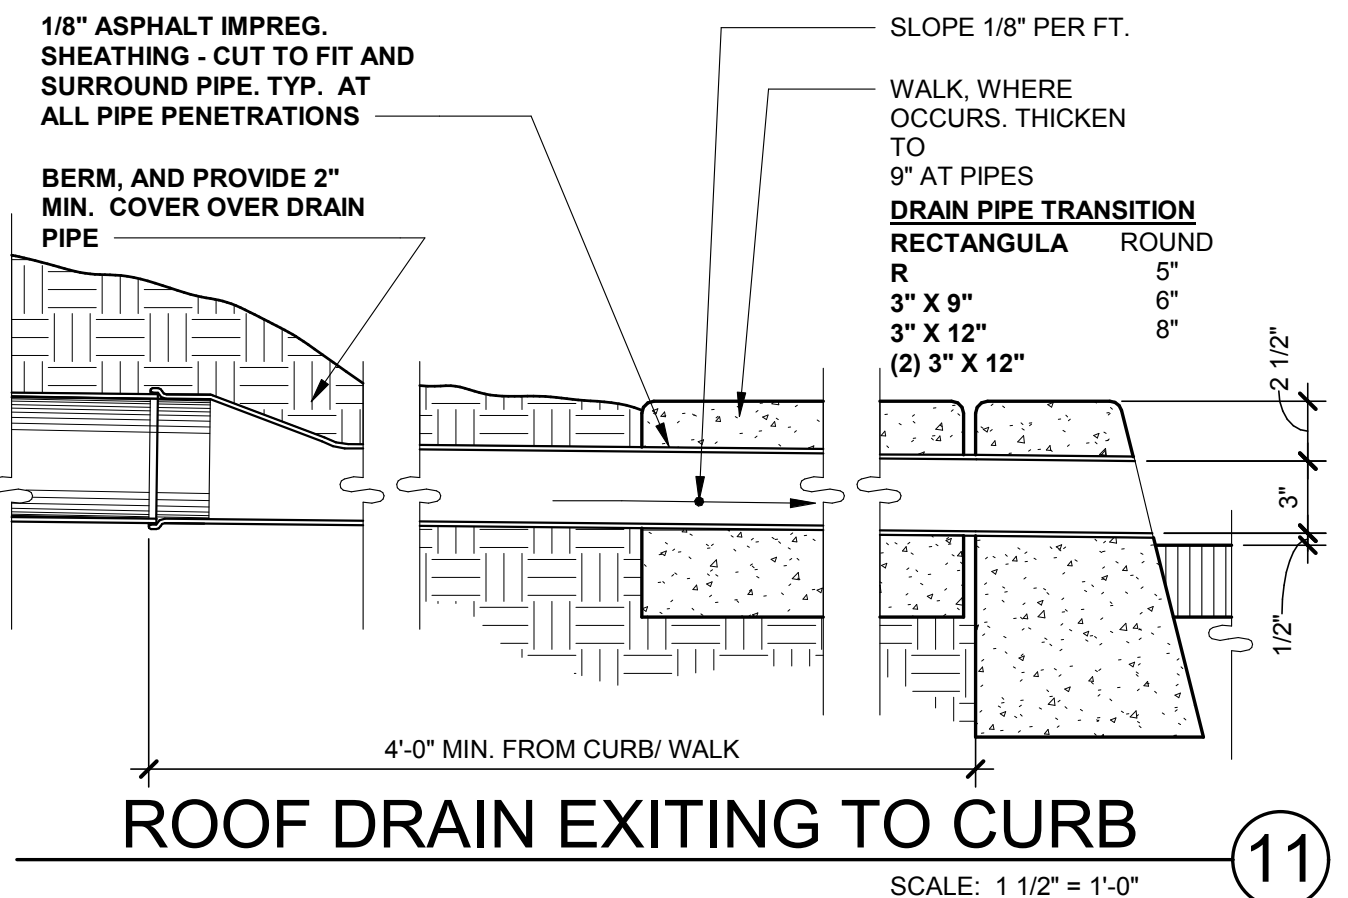 1/8" ASPHALT IMPREG.
SHEATHING - CUT TO FIT AND
SURROUND PIPE. TYP. AT
ALL PIPE PENETRATIONS
BERM, AND PROVIDE 2"
MIN. COVER OVER DRAIN
PIPE
SLOPE 1/8" PER FT.
WALK, WHERE
OCCURS. THICKEN
TO
9" AT PIPES
DRAIN PIPE TRANSITION
RECTANGULA ROUND
R 5"
3" X 9" 6"
3" X 12" 8"
(2) 3" X 12"
2 1/2"
3"
1/2"
4'-0" MIN. FROM CURB/ WALK
ROOF DRAIN EXITING TO CURB
11
SCALE: 1 1/2" = 1'-0"